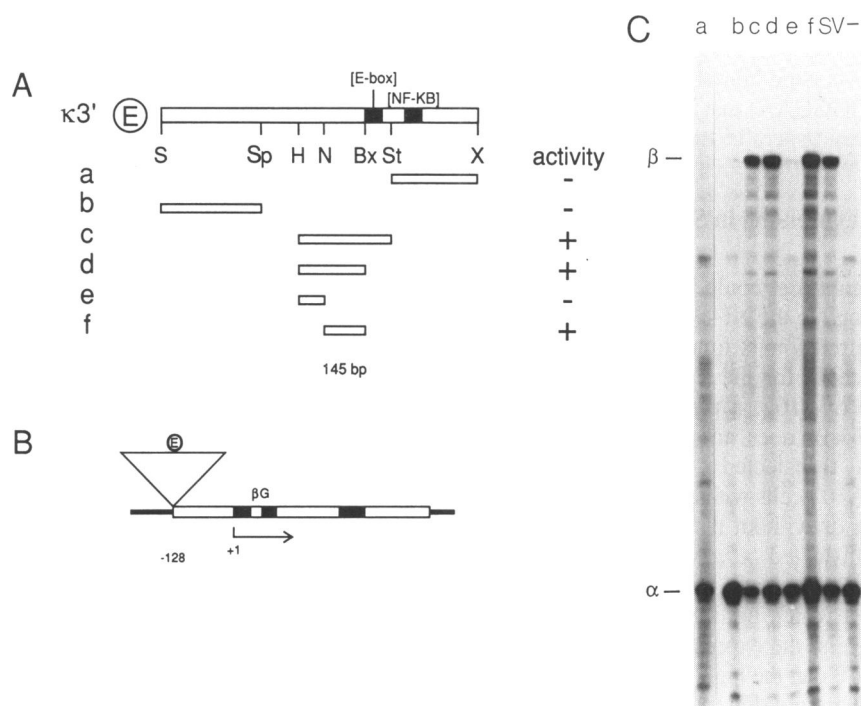 A
[E-box]
[NF-KB]
κ3' E
S Sp H N Bx St X activity
a -
b -
c +
d +
e -
f +
145 bp
B
E
βG
-128
+1
C
a b c d e f SV -
β
α